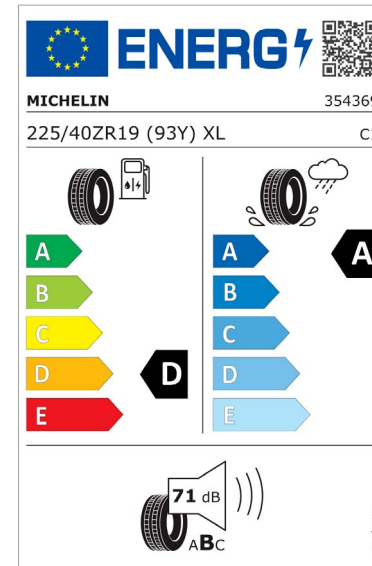 ENERG
MICHELIN 354369
225/40ZR19 (93Y) XL C1
A A
B B
C C
D D
E E
D
A
71 dB
ABC